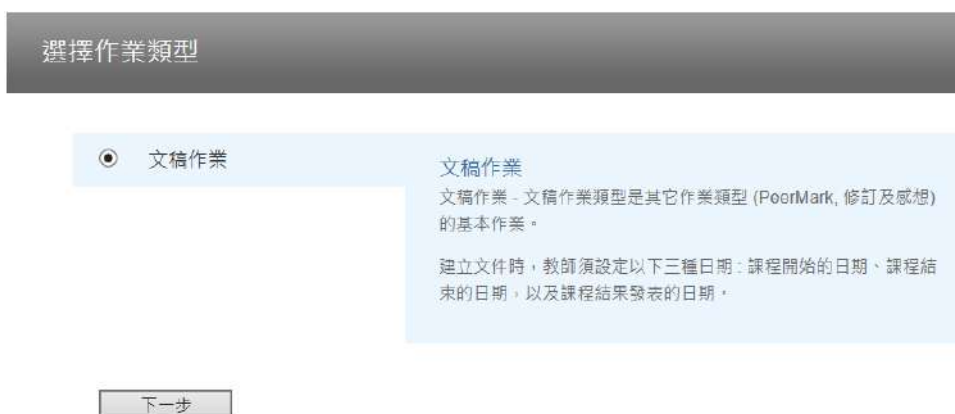 選擇作業類型
文稿作業
文稿作業
文稿作業 - 文稿作業類型是其它作業類型 (PeerMark, 修訂及感想)
的基本作業。
建立文件時，教師須設定以下三種日期：課程開始的日期、課程結
束的日期，以及課程結果發表的日期。
下一步